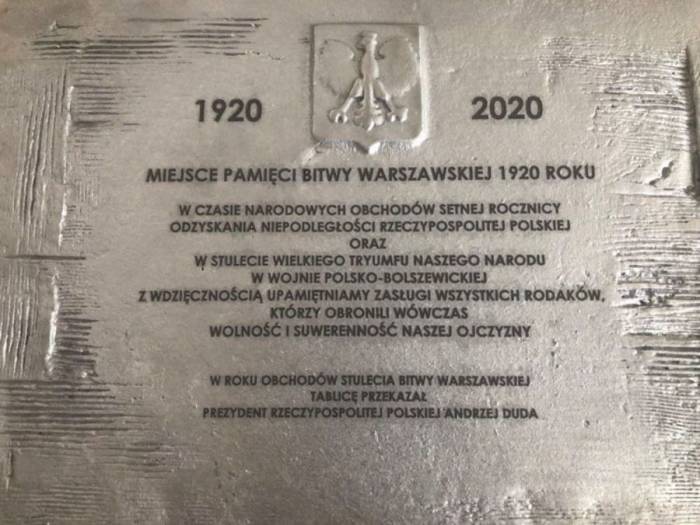 1920 2020
MIEJSCE PAMIĘCI BITWY WARSZAWSKIEJ 1920 ROKU
W CZASIE NARODOWYCH OBCHODÓW SETNEJ ROCZNICY
ODZYSKANIA NIEPODLEGŁOŚCI RZECZYPOSPOLITEJ POLSKIEJ
ORAZ
W STULECIE WIELKIEGO TRYUMFU NASZEGO NARODU
W WOJNIE POLSKO-BOLSZEWICKIEJ
Z WDZIĘCZNOŚCIĄ UPAMIĘTNIAMY ZASŁUGI WSZYSTKICH RODAKÓW,
KTÓRZY OBRONILI WÓWCZAS
WOLNOŚĆ I SUWERENNOŚĆ NASZEJ OJCZYZNY
W ROKU OBCHODÓW STULECIA BITWY WARSZAWSKIEJ
TABLICĘ PRZEKAZAŁ
PREZYDENT RZECZYPOSPOLITEJ POLSKIEJ ANDRZEJ DUDA